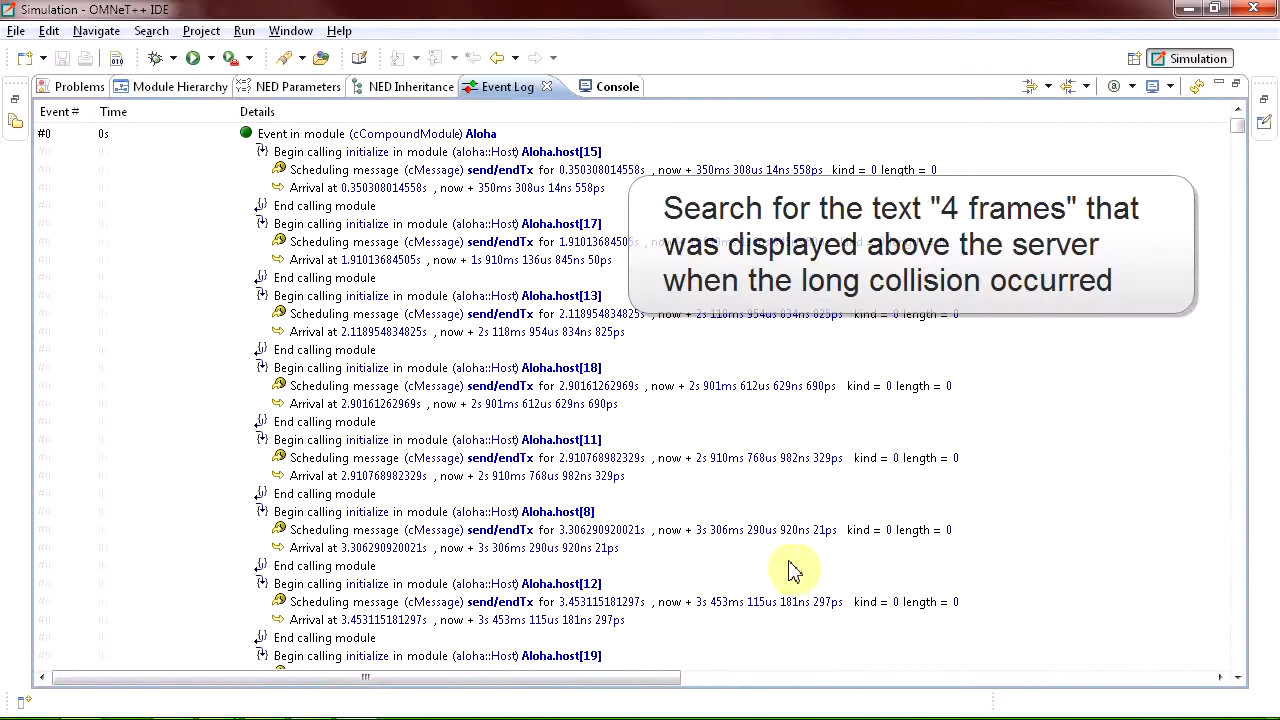 Simulation - OMNeT++ IDE
File Edit Navigate Search Project Run Window Help
Simulation
Problems Module Hierarchy NED Parameters NED Inheritance Event Log Console
Event # Time Details
#0 0s Event in module (cCompoundModule) Aloha
Begin calling initialize in module (aloha::Host) Aloha.host[15]
Scheduling message (cMessage) send/endTx for 0.350308014558s , now + 350ms 308us 14ns 558ps kind = 0 length = 0
Arrival at 0.350308014558s , now + 350ms 308us 14ns 558ps
End calling module
Begin calling initialize in module (aloha::Host) Aloha.host[17]
Scheduling message (cMessage) send/endTx for 1.91013684505s
Arrival at 1.91013684505s , now + 1s 910ms 136us 845ns 50ps
End calling module
Begin calling initialize in module (aloha::Host) Aloha.host[13]
Scheduling message (cMessage) send/endTx for 2.118954834825s , now + 2s 118ms 954us 834ns 825ps kind = 0 length = 0
Arrival at 2.118954834825s , now + 2s 118ms 954us 834ns 825ps
End calling module
Search for the text "4 frames" that
was displayed above the server
when the long collision occurred
Begin calling initialize in module (aloha::Host) Aloha.host[18]
Scheduling message (cMessage) send/endTx for 2.90161262969s , now + 2s 901ms 612us 629ns 690ps kind = 0 length = 0
Arrival at 2.90161262969s , now + 2s 901ms 612us 629ns 690ps
End calling module
Begin calling initialize in module (aloha::Host) Aloha.host[11]
Scheduling message (cMessage) send/endTx for 2.910768982329s , now + 2s 910ms 768us 982ns 329ps kind = 0 length = 0
Arrival at 2.910768982329s , now + 2s 910ms 768us 982ns 329ps
End calling module
Begin calling initialize in module (aloha::Host) Aloha.host[8]
Scheduling message (cMessage) send/endTx for 3.306290920021s , now + 3s 306ms 290us 920ns 21ps kind = 0 length = 0
Arrival at 3.306290920021s , now + 3s 306ms 290us 920ns 21ps
End calling module
Begin calling initialize in module (aloha::Host) Aloha.host[12]
Scheduling message (cMessage) send/endTx for 3.453115181297s , now + 3s 453ms 115us 181ns 297ps kind = 0 length = 0
Arrival at 3.453115181297s , now + 3s 453ms 115us 181ns 297ps
End calling module
Begin calling initialize in module (aloha::Host) Aloha.host[19]